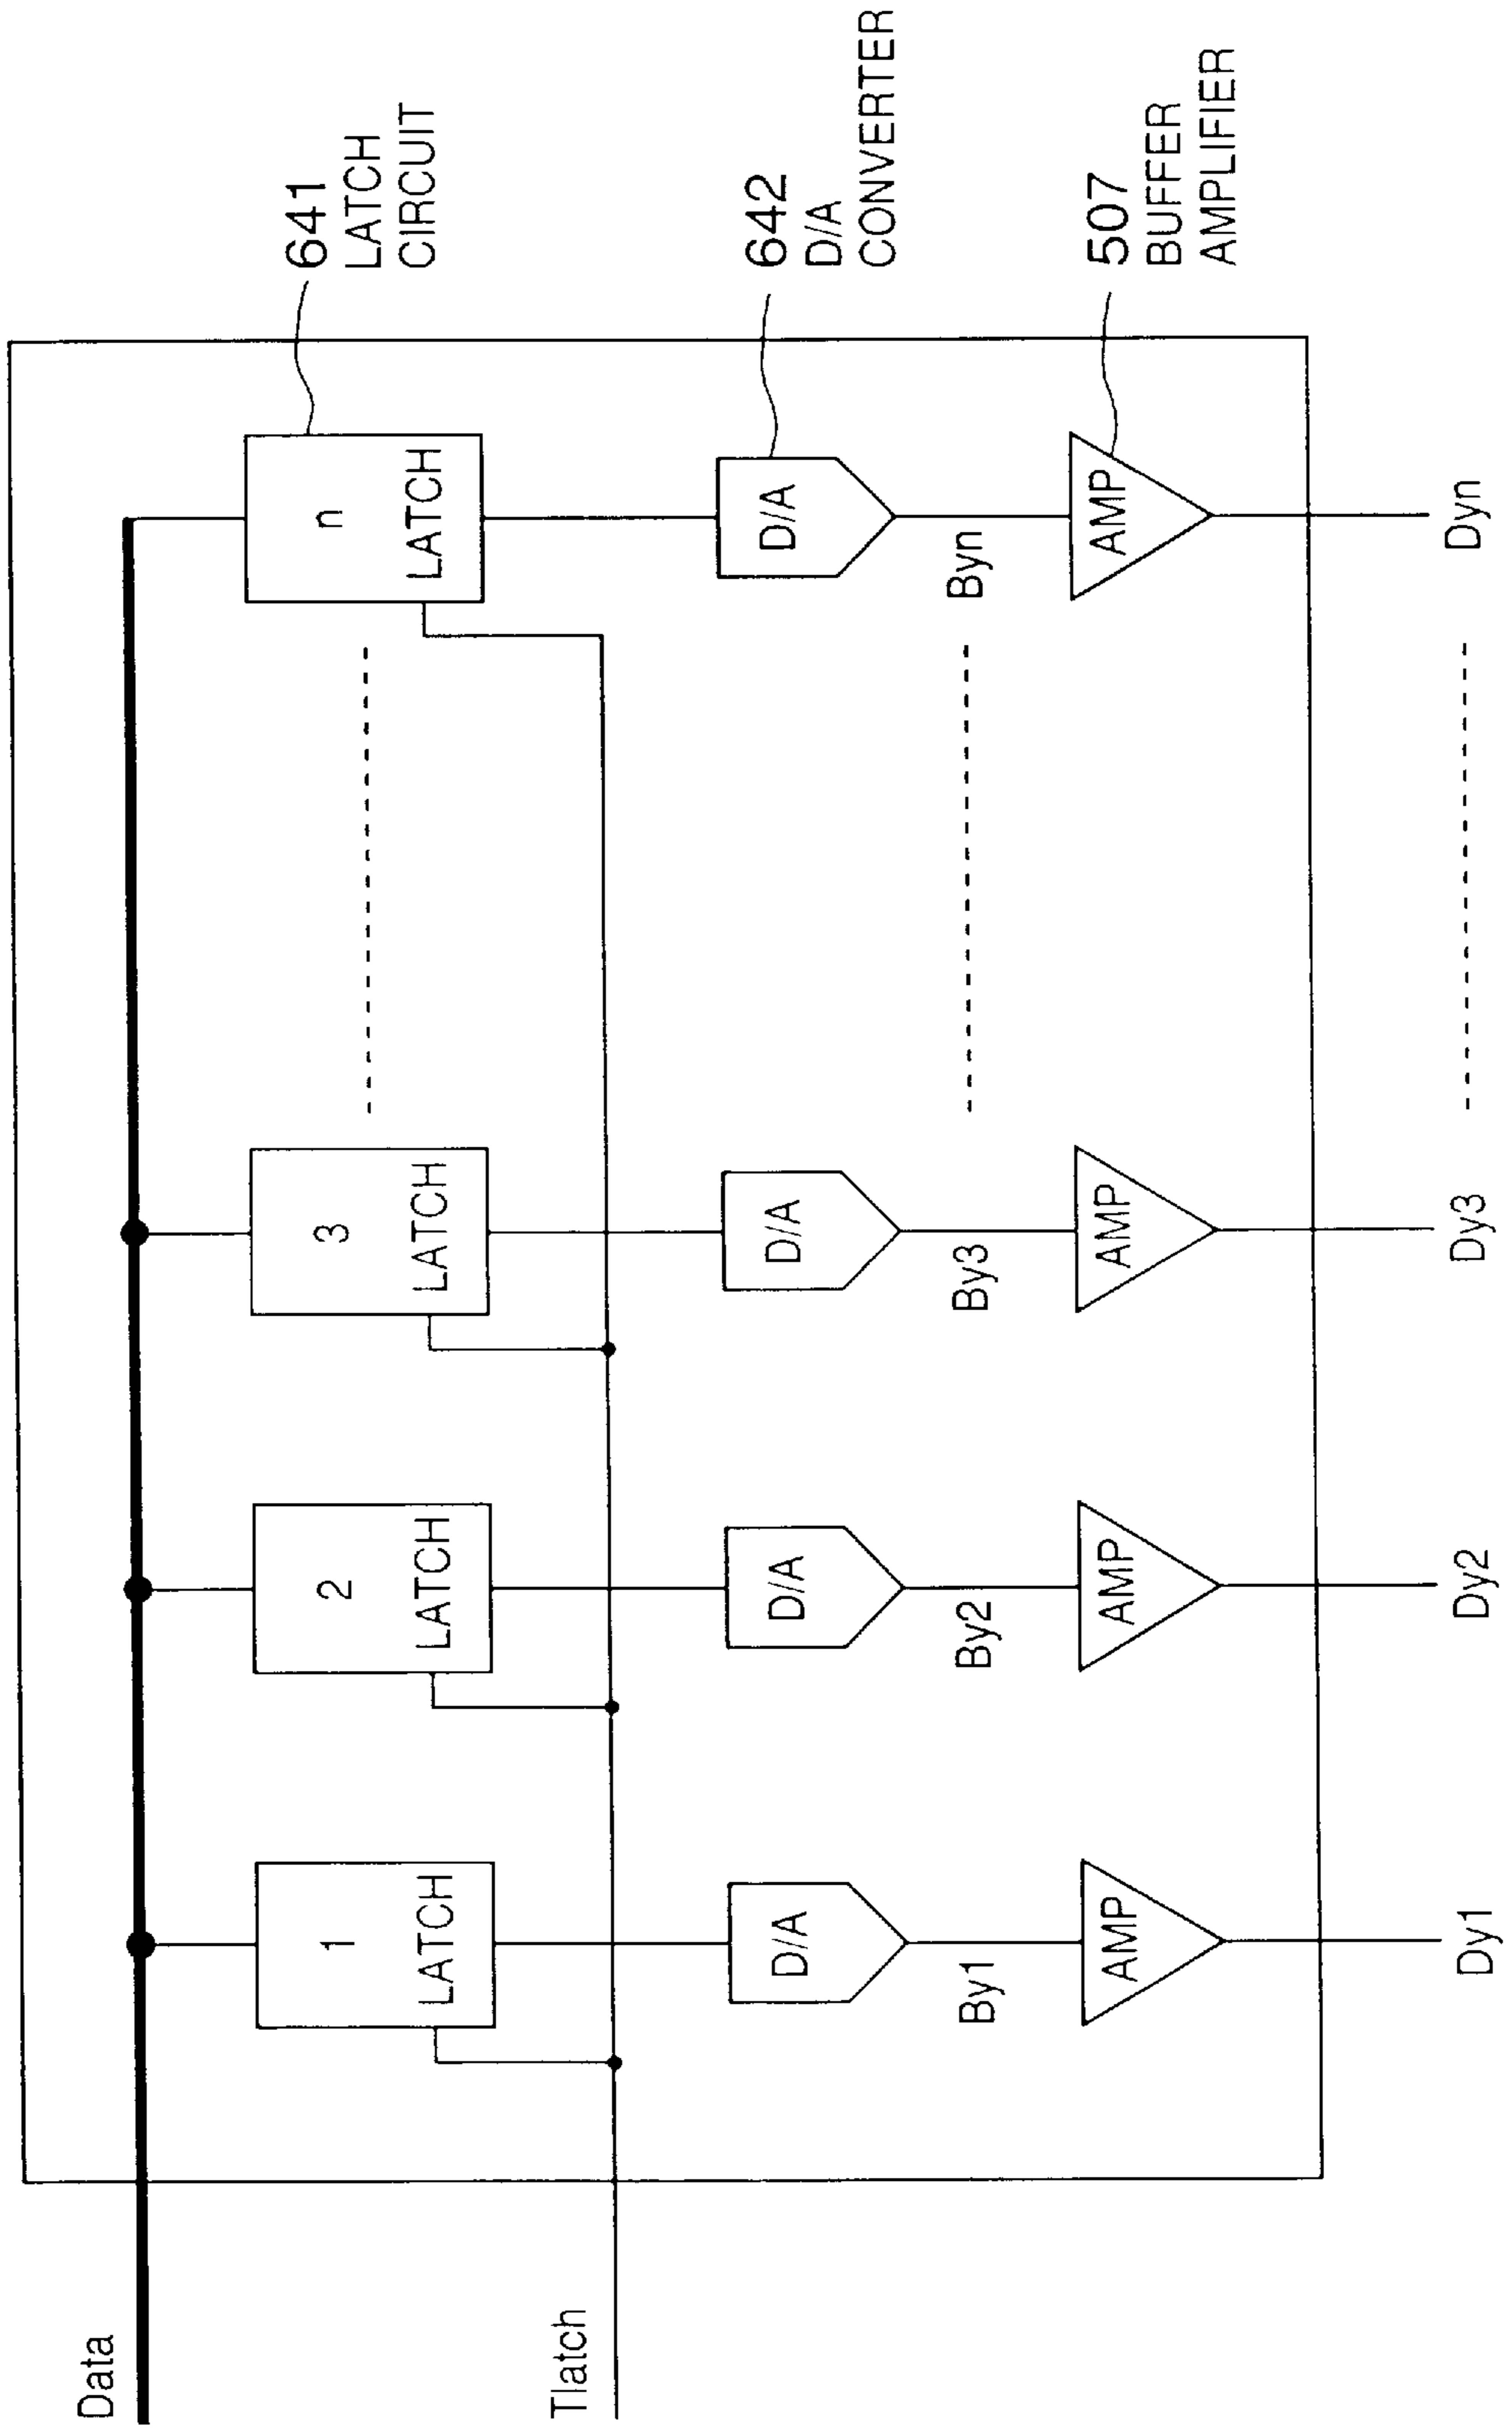 Data
Tlatch
1
LATCH
2
LATCH
3
LATCH
n
LATCH
641
LATCH
CIRCUIT
D/A
D/A
D/A
D/A
642
D/A
CONVERTER
By1
By2
By3
Byn
AMP
AMP
AMP
AMP
507
BUFFER
AMPLIFIER
Dy1
Dy2
Dy3
Dyn